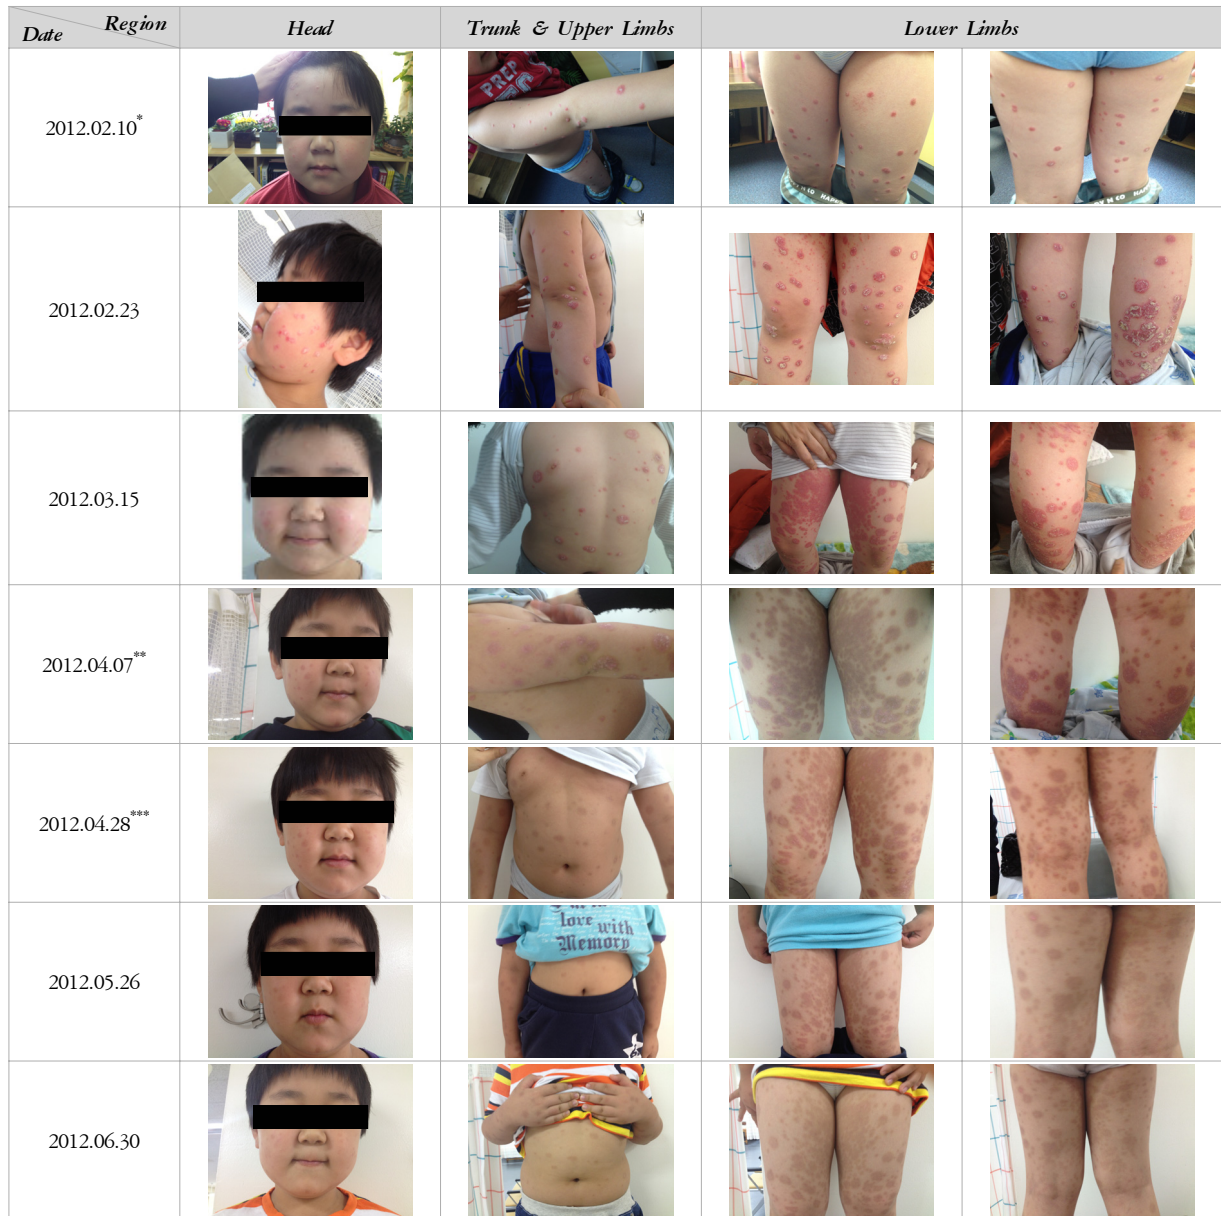 Region
Date
Head
Trunk & Upper Limbs
Lower Limbs
2012.02.10*
PREP
2012.02.23
2012.03.15
2012.04.07**
2012.04.28***
2012.05.26
love with
Memory
2012.06.30